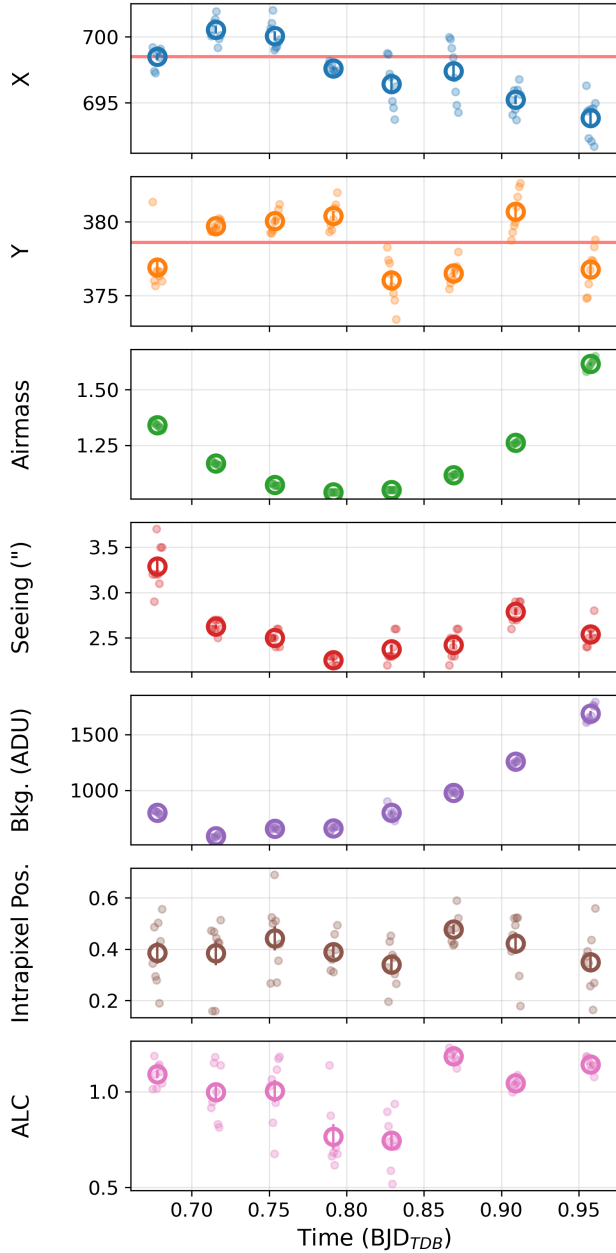 X
700
695
Y
380
375
Airmass
1.50
1.25
Seeing (")
3.5
3.0
2.5
Bkg. (ADU)
1500
1000
Intrapixel Pos.
0.6
0.4
0.2
ALC
1.0
0.5
0.70 0.75 0.80 0.85 0.90 0.95
Time (BJD_TDB)